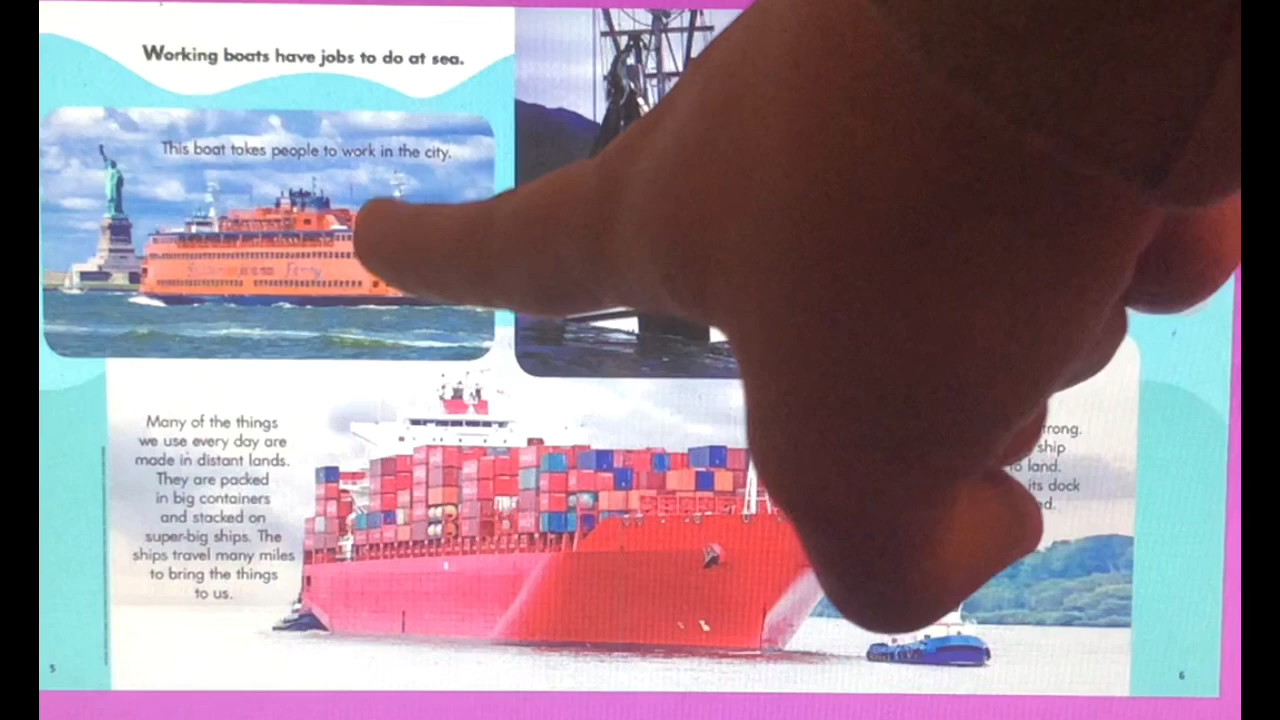 Working boats have jobs to do at sea.
This boat takes people to work in the city.
Ferry
Many of the things
we use every day are
made in distant lands.
They are packed
in big containers
and stacked on
super-big ships. The
ships travel many miles
to bring the things
to us.
ship
to land.
its dock
5
6